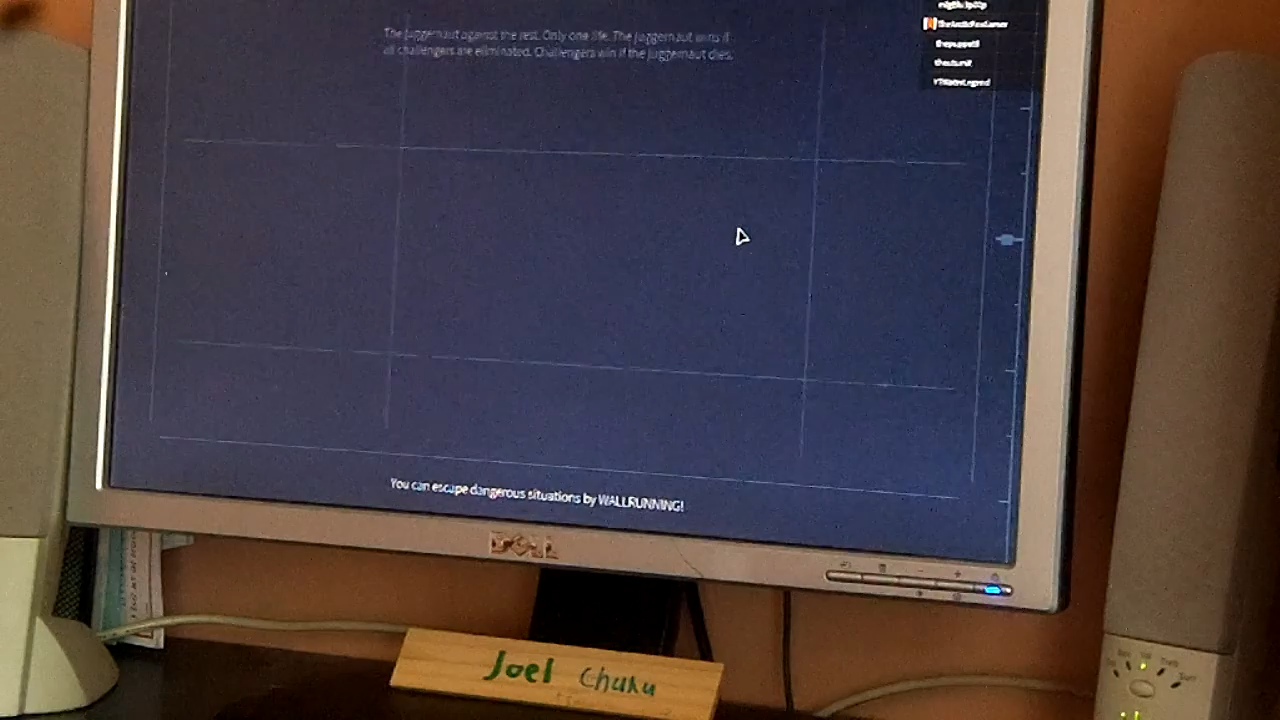 The Juggernaut against the rest. Only one life. The Juggernaut wins if
all challengers are eliminated. Challengers win if the Juggernaut dies.
TheArcticFoxGamer
You can escape dangerous situations by WALLRUNNING!
DELL
Joel Chuku